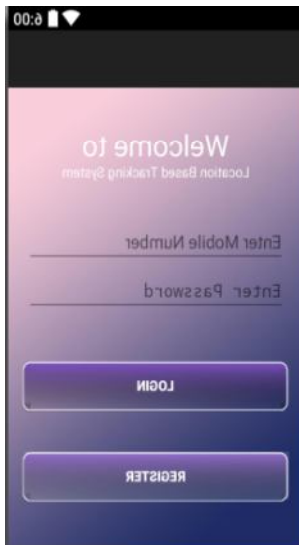 6:00
Welcome to
Location Based Tracking System
Enter Mobile Number
Enter Password
LOGIN
REGISTER